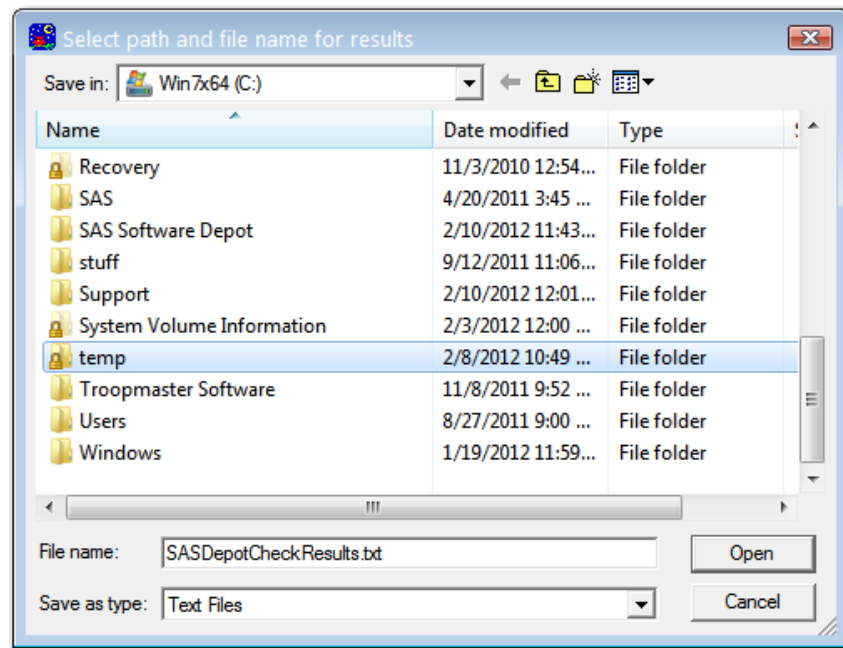 Select path and file name for results
Save in: Win7x64 (C:)
Name Date modified Type
Recovery 11/3/2010 12:54... File folder
SAS 4/20/2011 3:45 ... File folder
SAS Software Depot 2/10/2012 11:43... File folder
stuff 9/12/2011 11:06... File folder
Support 2/10/2012 12:01... File folder
System Volume Information 2/3/2012 12:00 ... File folder
temp 2/8/2012 10:49 ... File folder
Troopmaster Software 11/8/2011 9:52 ... File folder
Users 8/27/2011 9:00 ... File folder
Windows 1/19/2012 11:59... File folder
File name: SASDepotCheckResults.txt Open
Save as type: Text Files Cancel